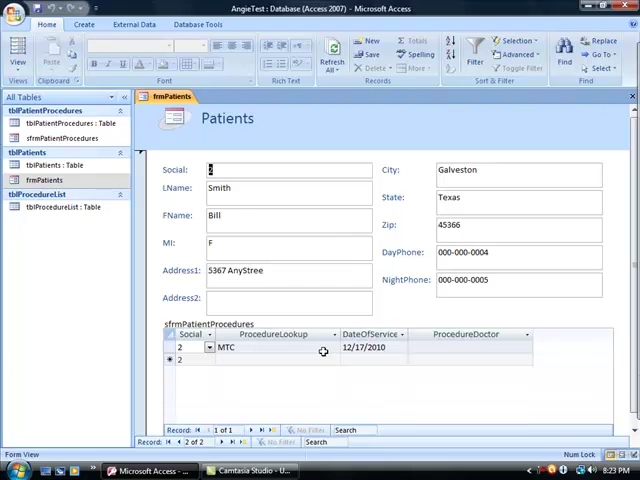 AngieTest : Database (Access 2007) - Microsoft Access
Home Create External Data Database Tools
View Paste Refresh All New Save Delete Totals Spelling More Filter Selection Advanced Toggle Filter Find Replace Go To Select
Views Clipboard Font Rich Text Records Sort & Filter Find
All Tables
tblPatientProcedures
tblPatientProcedures : Table
sfrmPatientProcedures
tblPatients
tblPatients : Table
frmPatients
tblProcedureList
tblProcedureList : Table
frmPatients
Patients
Social: 2
LName: Smith
FName: Bill
MI: F
Address1: 5367 AnyStree
Address2:
City: Galveston
State: Texas
Zip: 45366
DayPhone: 000-000-0004
NightPhone: 000-000-0005
sfrmPatientProcedures
Social ProcedureLookup DateOfService ProcedureDoctor
2 MTC 12/17/2010
2
Record: 1 of 1 No Filter Search
Record: 2 of 2 No Filter Search
Form View Num Lock
Microsoft Access - ... Camtasia Studio - U... 8:23 PM